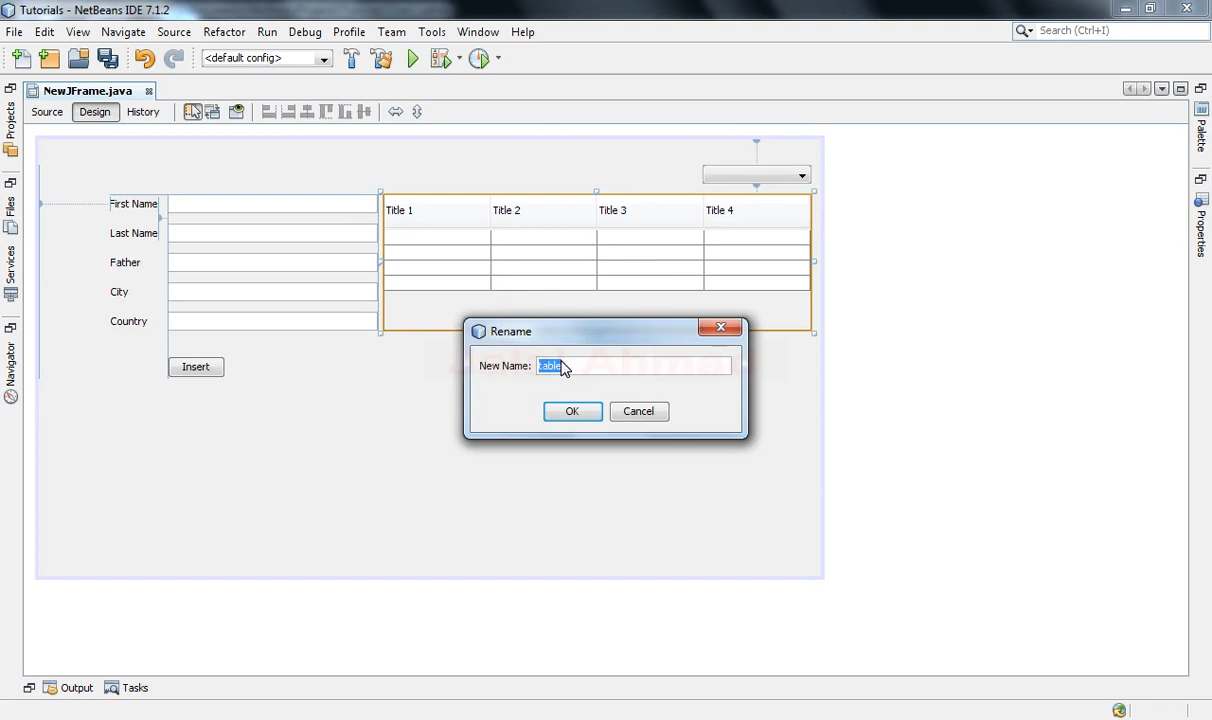 Tutorials - NetBeans IDE 7.1.2
File Edit View Navigate Source Refactor Run Debug Profile Team Tools Window Help
Search (Ctrl+I)
<default config>
NewJFrame.java
Source Design History
Projects
Files
Services
Navigator
Palette
Properties
First Name
Last Name
Father
City
Country
Title 1 Title 2 Title 3 Title 4
Insert
Rename
New Name: table
OK Cancel
Ahmad
Output Tasks